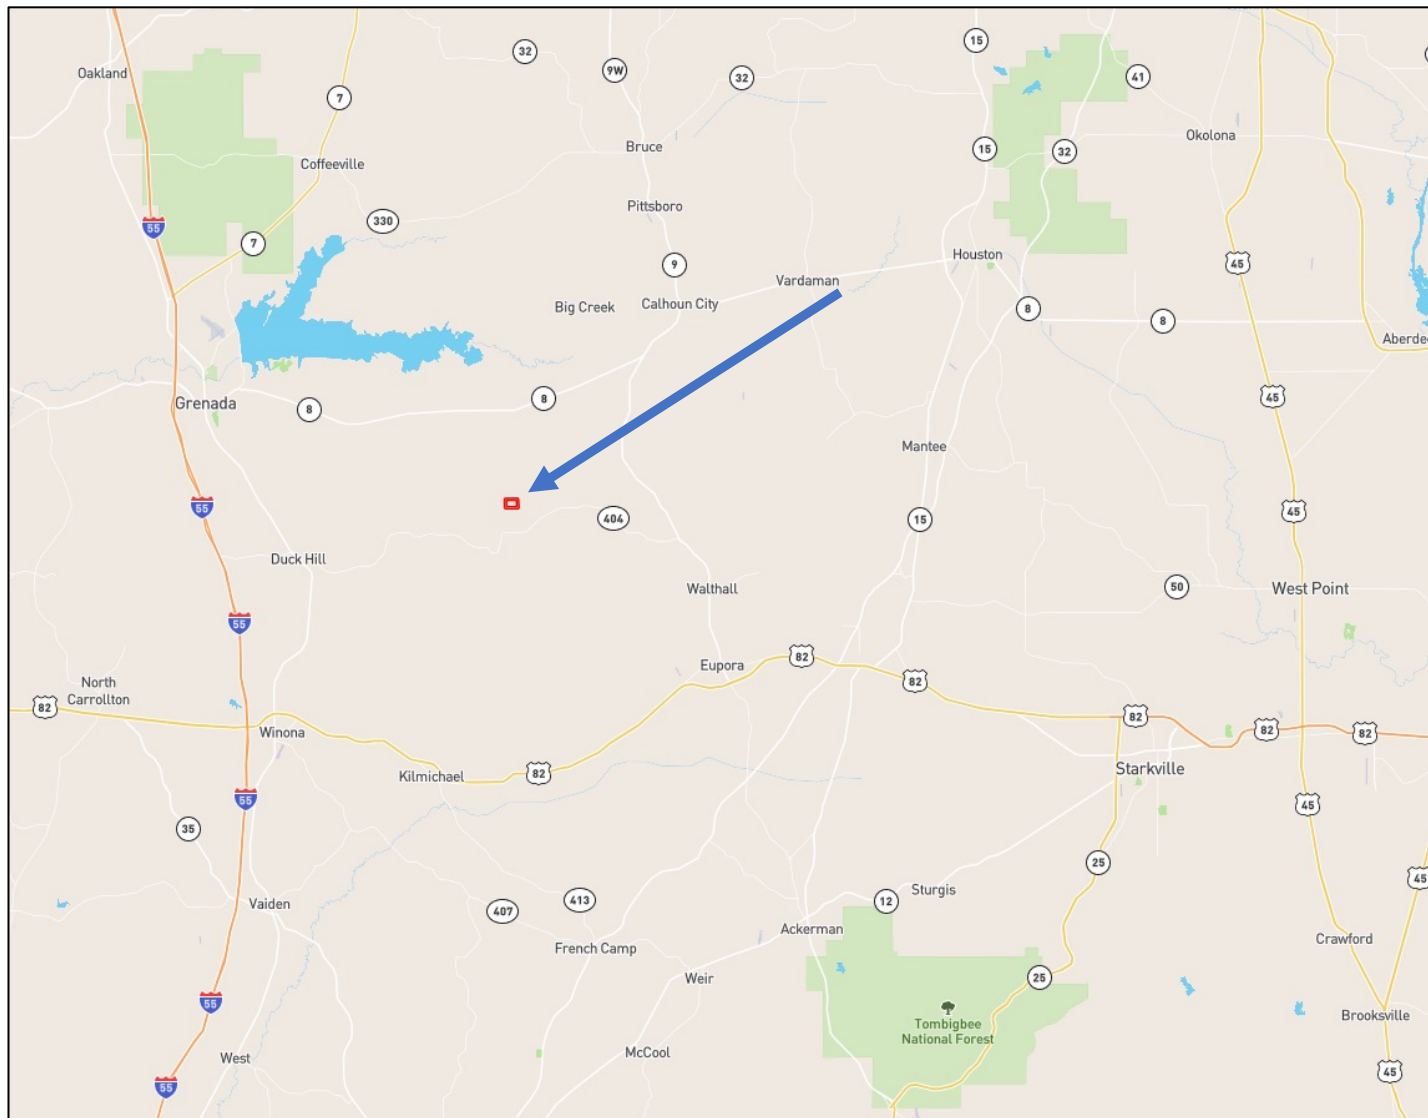 32
15
9W
Oakland
32
41
7
Okolona
Bruce
15
32
Coffeeville
Pittsboro
330
55
7
Houston
9
45
Vardaman
Big Creek
Calhoun City
8
8
Aberdee
Grenada
8
8
45
Mantee
55
45
404
15
Duck Hill
Walthall
50
West Point
55
Eupora
82
82
North
Carrollton
82
82
82
82
Winona
Kilmichael
82
Starkville
55
45
35
25
45
Sturgis
413
12
Vaiden
407
Ackerman
French Camp
Crawford
Weir
25
55
Brooksville
Tombigbee
National Forest
McCool
West
45
55